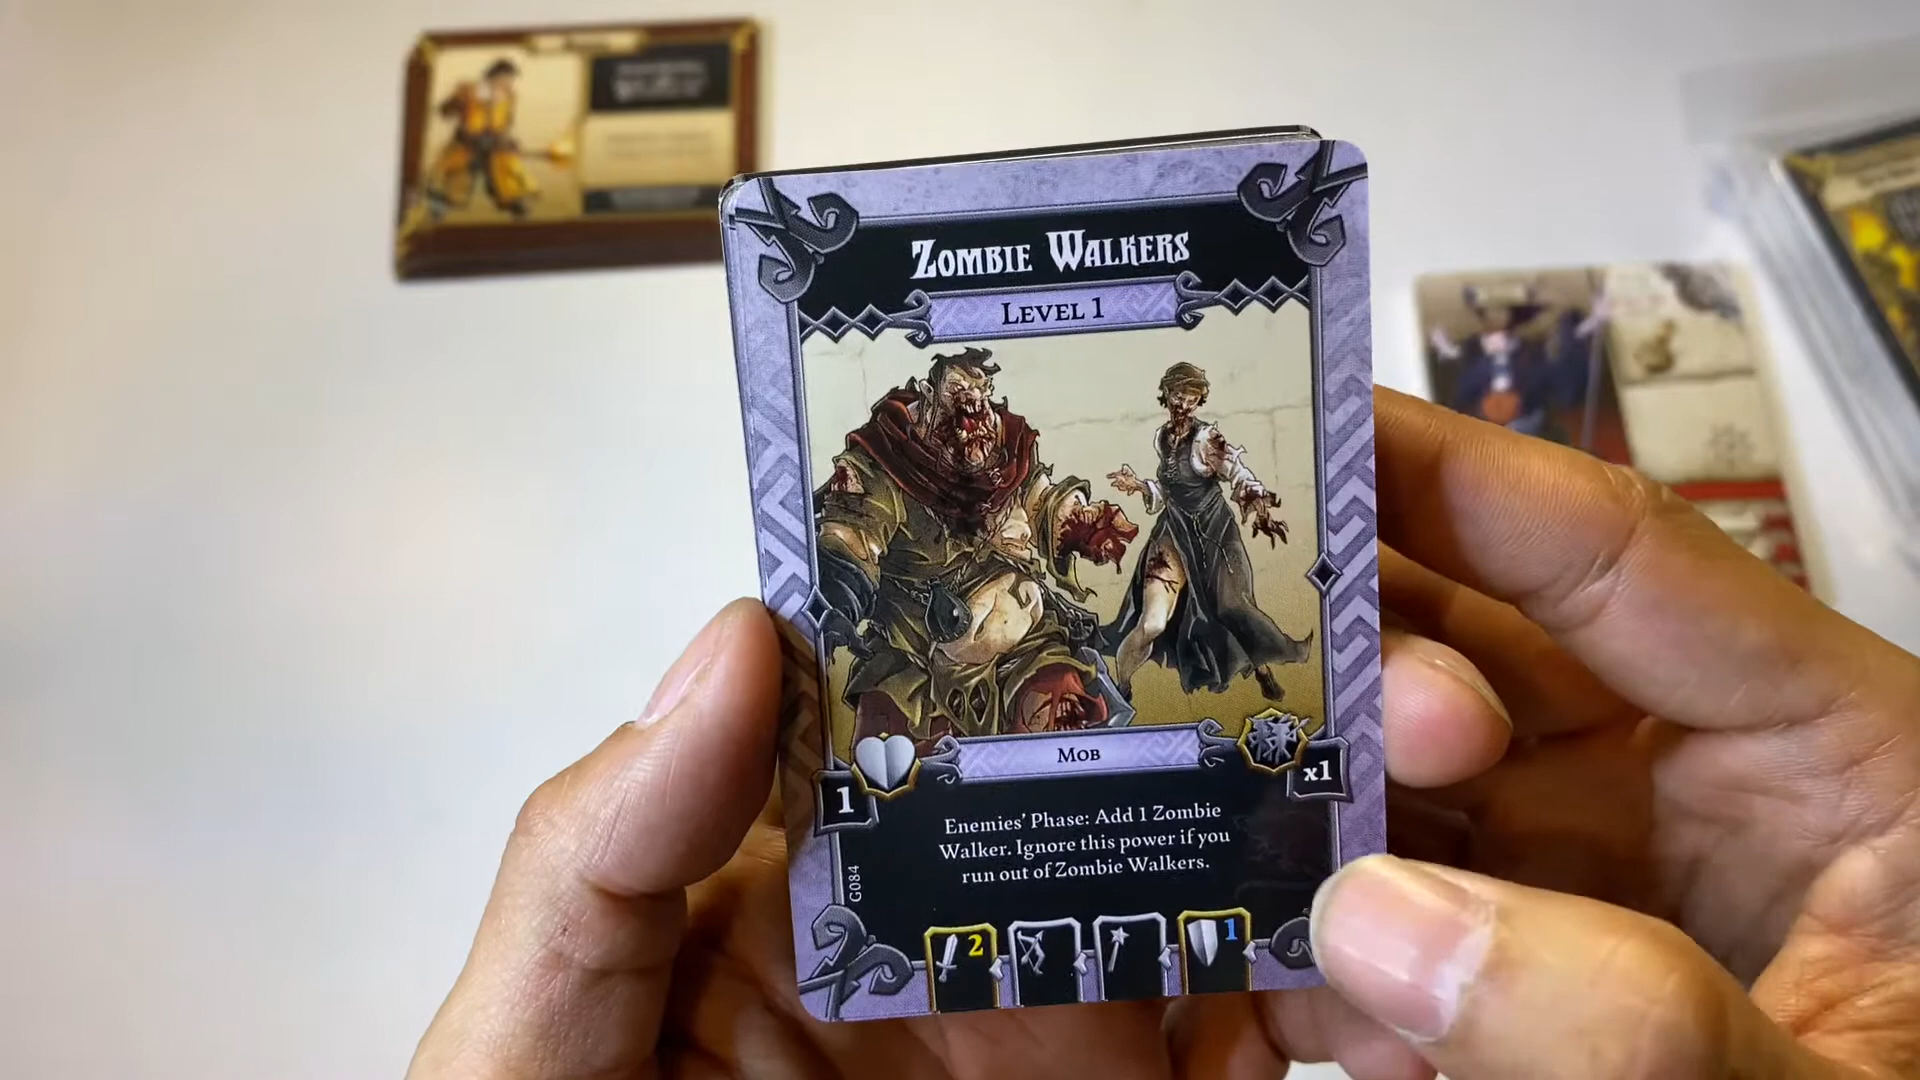 Zombie Walkers
Level 1
Mob
1
x1
Enemies' Phase: Add 1 Zombie
Walker. Ignore this power if you
run out of Zombie Walkers.
G084
2
1